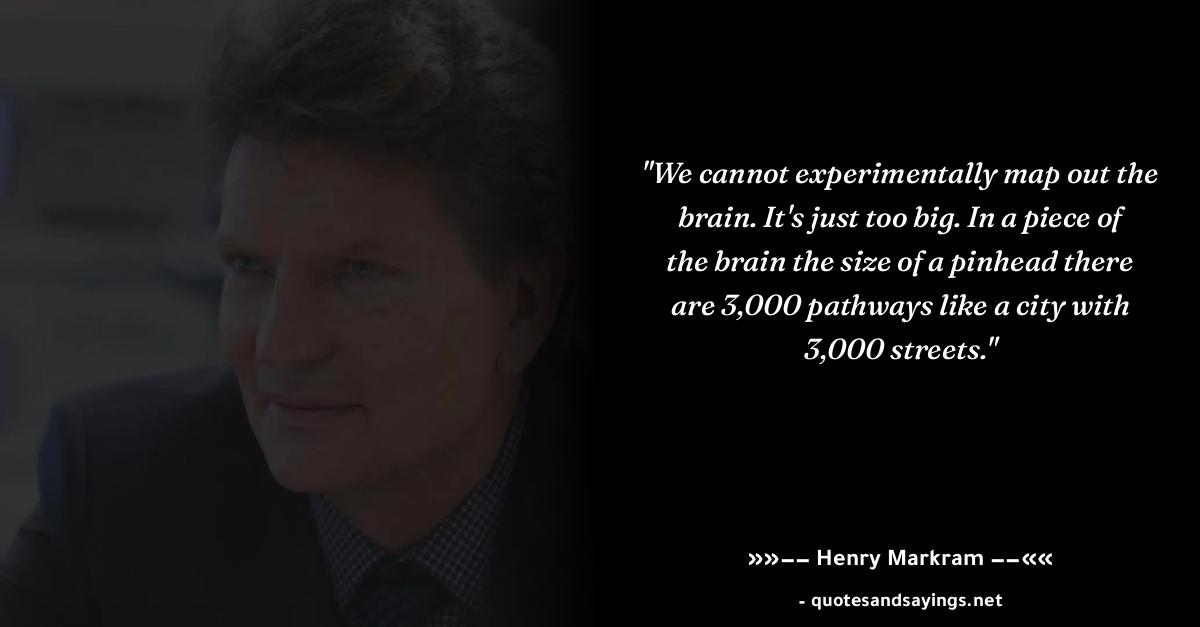 "We cannot experimentally map out the
brain. It's just too big. In a piece of
the brain the size of a pinhead there
are 3,000 pathways like a city with
3,000 streets."
»»-- Henry Markram --««
- quotesandsayings.net